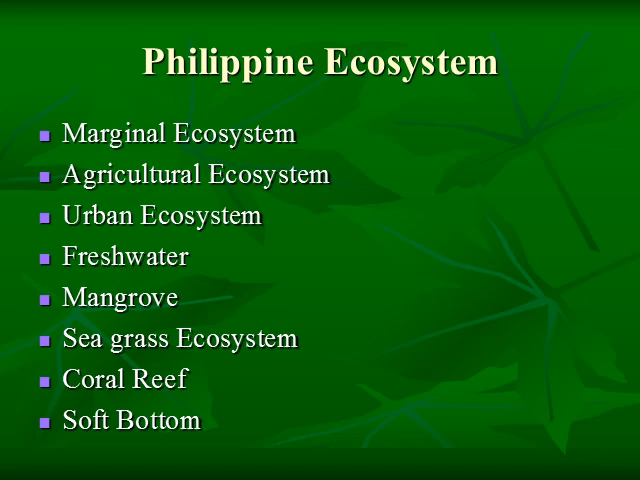 Philippine Ecosystem
Marginal Ecosystem
Agricultural Ecosystem
Urban Ecosystem
Freshwater
Mangrove
Sea grass Ecosystem
Coral Reef
Soft Bottom